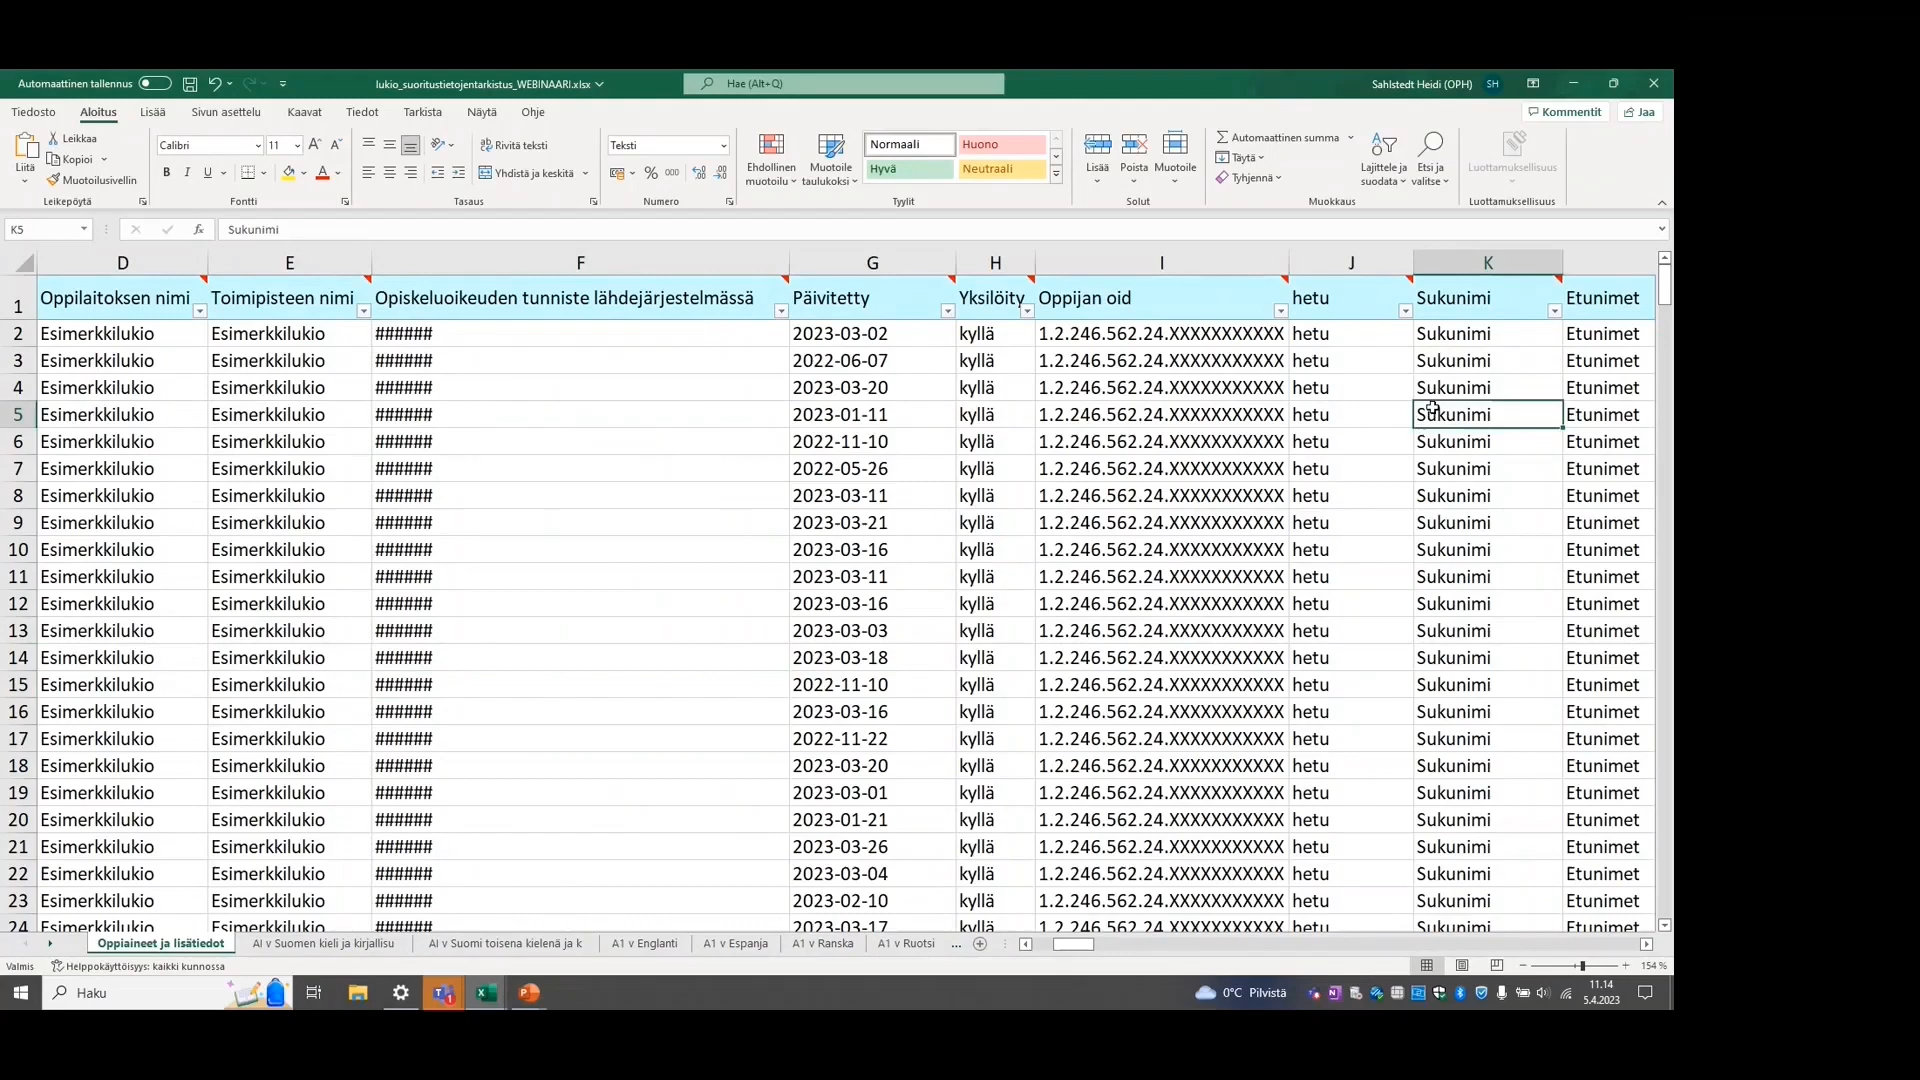 Automaattinen tallennus
lukio_suoritustietojentarkistus_WEBINAARI.xlsx
Hae (Alt+Q)
Sahlstedt Heidi (OPH) SH
Tiedosto Aloitus Lisää Sivun asettelu Kaavat Tiedot Tarkista Näytä Ohje Kommentit Jaa
Liitä
Leikkaa
Kopioi
Muotoilusivellin
Leikepöytä
Calibri 11
B I U
Fontti
Rivitä teksti
Yhdistä ja keskitä
Tasaus
Teksti
% 000
Numero
Ehdollinen muotoilu
Muotoile taulukoksi
Normaali Huono
Hyvä Neutraali
Tyylit
Lisää Poista Muotoile
Solut
Automaattinen summa
Täytä
Tyhjennä
Lajittele ja suodata
Etsi ja valitse
Muokkaus
Luottamuksellisuus
Luottamuksellisuus
K5 fx Sukunimi
D E F G H I J K
1 Oppilaitoksen nimi Toimipisteen nimi Opiskeluoikeuden tunniste lähdejärjestelmässä Päivitetty Yksilöity Oppijan oid hetu Sukunimi Etunimet
2 Esimerkkilukio Esimerkkilukio ###### 2023-03-02 kyllä 1.2.246.562.24.XXXXXXXXXXX hetu Sukunimi Etunimet
3 Esimerkkilukio Esimerkkilukio ###### 2022-06-07 kyllä 1.2.246.562.24.XXXXXXXXXXX hetu Sukunimi Etunimet
4 Esimerkkilukio Esimerkkilukio ###### 2023-03-20 kyllä 1.2.246.562.24.XXXXXXXXXXX hetu Sukunimi Etunimet
5 Esimerkkilukio Esimerkkilukio ###### 2023-01-11 kyllä 1.2.246.562.24.XXXXXXXXXXX hetu Sukunimi Etunimet
6 Esimerkkilukio Esimerkkilukio ###### 2022-11-10 kyllä 1.2.246.562.24.XXXXXXXXXXX hetu Sukunimi Etunimet
7 Esimerkkilukio Esimerkkilukio ###### 2022-05-26 kyllä 1.2.246.562.24.XXXXXXXXXXX hetu Sukunimi Etunimet
8 Esimerkkilukio Esimerkkilukio ###### 2023-03-11 kyllä 1.2.246.562.24.XXXXXXXXXXX hetu Sukunimi Etunimet
9 Esimerkkilukio Esimerkkilukio ###### 2023-03-21 kyllä 1.2.246.562.24.XXXXXXXXXXX hetu Sukunimi Etunimet
10 Esimerkkilukio Esimerkkilukio ###### 2023-03-16 kyllä 1.2.246.562.24.XXXXXXXXXXX hetu Sukunimi Etunimet
11 Esimerkkilukio Esimerkkilukio ###### 2023-03-11 kyllä 1.2.246.562.24.XXXXXXXXXXX hetu Sukunimi Etunimet
12 Esimerkkilukio Esimerkkilukio ###### 2023-03-16 kyllä 1.2.246.562.24.XXXXXXXXXXX hetu Sukunimi Etunimet
13 Esimerkkilukio Esimerkkilukio ###### 2023-03-03 kyllä 1.2.246.562.24.XXXXXXXXXXX hetu Sukunimi Etunimet
14 Esimerkkilukio Esimerkkilukio ###### 2023-03-18 kyllä 1.2.246.562.24.XXXXXXXXXXX hetu Sukunimi Etunimet
15 Esimerkkilukio Esimerkkilukio ###### 2022-11-10 kyllä 1.2.246.562.24.XXXXXXXXXXX hetu Sukunimi Etunimet
16 Esimerkkilukio Esimerkkilukio ###### 2023-03-16 kyllä 1.2.246.562.24.XXXXXXXXXXX hetu Sukunimi Etunimet
17 Esimerkkilukio Esimerkkilukio ###### 2022-11-22 kyllä 1.2.246.562.24.XXXXXXXXXXX hetu Sukunimi Etunimet
18 Esimerkkilukio Esimerkkilukio ###### 2023-03-20 kyllä 1.2.246.562.24.XXXXXXXXXXX hetu Sukunimi Etunimet
19 Esimerkkilukio Esimerkkilukio ###### 2023-03-01 kyllä 1.2.246.562.24.XXXXXXXXXXX hetu Sukunimi Etunimet
20 Esimerkkilukio Esimerkkilukio ###### 2023-01-21 kyllä 1.2.246.562.24.XXXXXXXXXXX hetu Sukunimi Etunimet
21 Esimerkkilukio Esimerkkilukio ###### 2023-03-26 kyllä 1.2.246.562.24.XXXXXXXXXXX hetu Sukunimi Etunimet
22 Esimerkkilukio Esimerkkilukio ###### 2023-03-04 kyllä 1.2.246.562.24.XXXXXXXXXXX hetu Sukunimi Etunimet
23 Esimerkkilukio Esimerkkilukio ###### 2023-02-10 kyllä 1.2.246.562.24.XXXXXXXXXXX hetu Sukunimi Etunimet
24 Esimerkkilukio Esimerkkilukio ###### 2023-03-17 kyllä 1.2.246.562.24.XXXXXXXXXXX hetu Sukunimi Etunimet
Oppiaineet ja lisätiedot AI v Suomen kieli ja kirjallisu AI v Suomi toisena kielenä ja k A1 v Englanti A1 v Espanja A1 v Ranska A1 v Ruotsi ...
Valmis Helppokäyttöisyys: kaikki kunnossa 154 %
Haku 0°C Pilvistä 11.14
5.4.2023